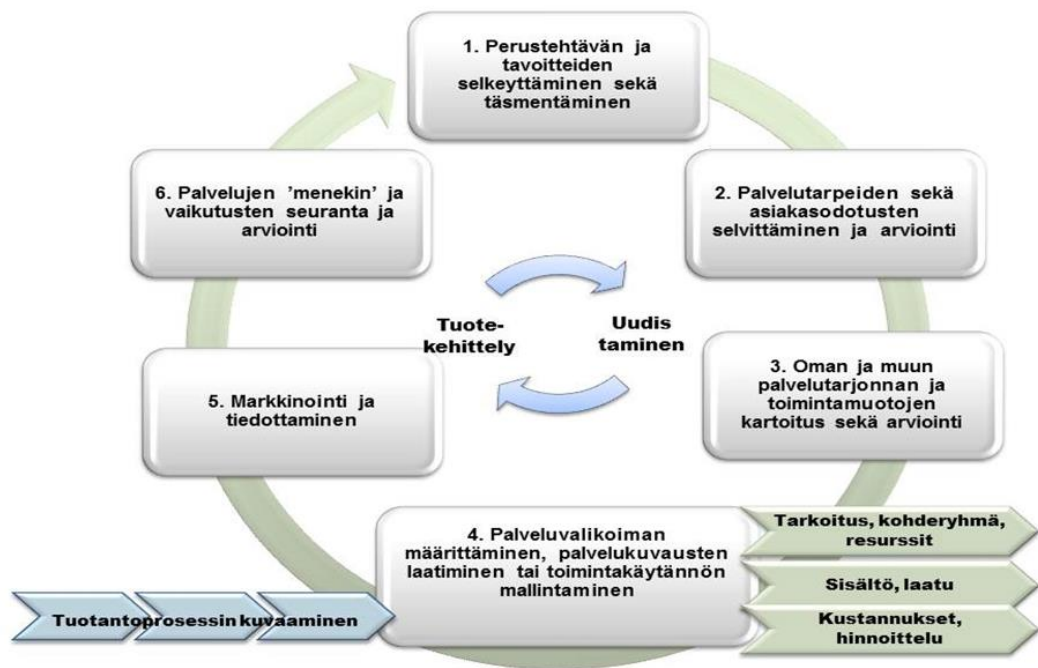 1. Perustehtävän ja
tavoitteiden
selkeyttäminen sekä
täsmentäminen
2. Palvelutarpeiden sekä
asiakasodotusten
selvittäminen ja arviointi
3. Oman ja muun
palvelutarjonnan ja
toimintamuotojen
kartoitus sekä arviointi
4. Palveluvalikoiman
määrittäminen, palvelukuvausten
laatiminen tai toimintakäytännön
mallintaminen
Tarkoitus, kohderyhmä,
resurssit
Sisältö, laatu
Kustannukset,
hinnoittelu
Tuotantoprosessin kuvaaminen
5. Markkinointi ja
tiedottaminen
6. Palvelujen ’menekin’ ja
vaikutusten seuranta ja
arviointi
Tuote-
kehittely
Uudis
taminen